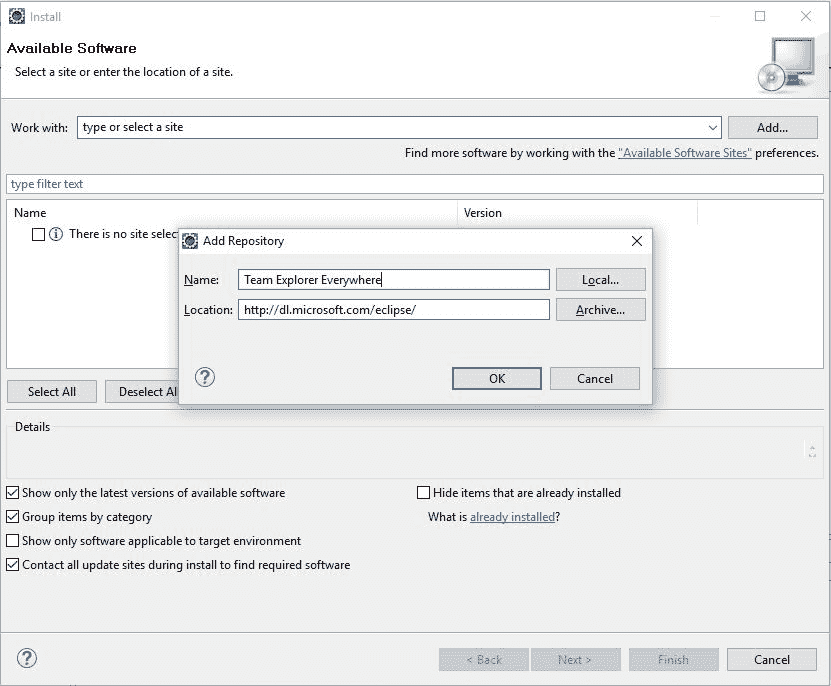 Install
Available Software
Select a site or enter the location of a site.
Work with: type or select a site Add...
Find more software by working with the "Available Software Sites" preferences.
type filter text
Name Version
There is no site selec
Add Repository
Name: Team Explorer Everywhere Local...
Location: http://dl.microsoft.com/eclipse/ Archive...
? OK Cancel
Select All Deselect Al
Details
Show only the latest versions of available software Hide items that are already installed
Group items by category What is already installed?
Show only software applicable to target environment
Contact all update sites during install to find required software
? < Back Next > Finish Cancel